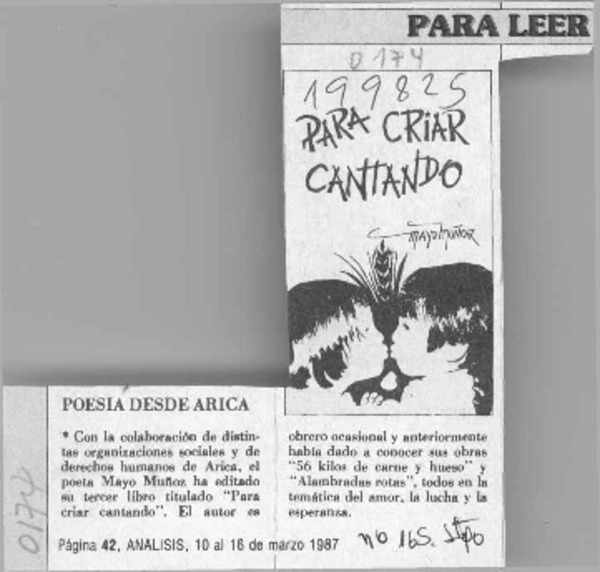 PARA LEER
0174
199825
PARA CRIAR
CANTANDO
MAYO MUÑOZ
POESIA DESDE ARICA
* Con la colaboración de distin-
tas organizaciones sociales y de
derechos humanos de Arica, el
poeta Mayo Muñoz ha editado
su tercer libro titulado "Para
criar cantando". El autor es
obrero ocasional y anteriormente
había dado a conocer sus obras
"56 kilos de carne y hueso" y
"Alambradas rotas", todos en la
temática del amor, la lucha y la
esperanza.
0174
Página 42, ANALISIS, 10 al 16 de marzo 1987
no 165.